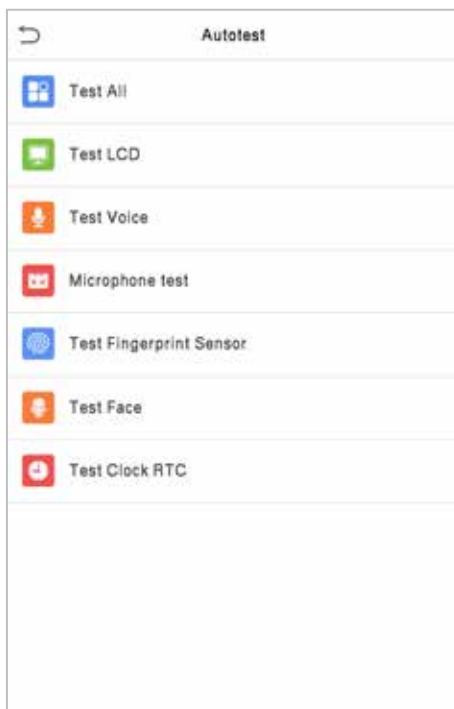 Autotest
Test All
Test LCD
Test Voice
Microphone test
Test Fingerprint Sensor
Test Face
Test Clock RTC